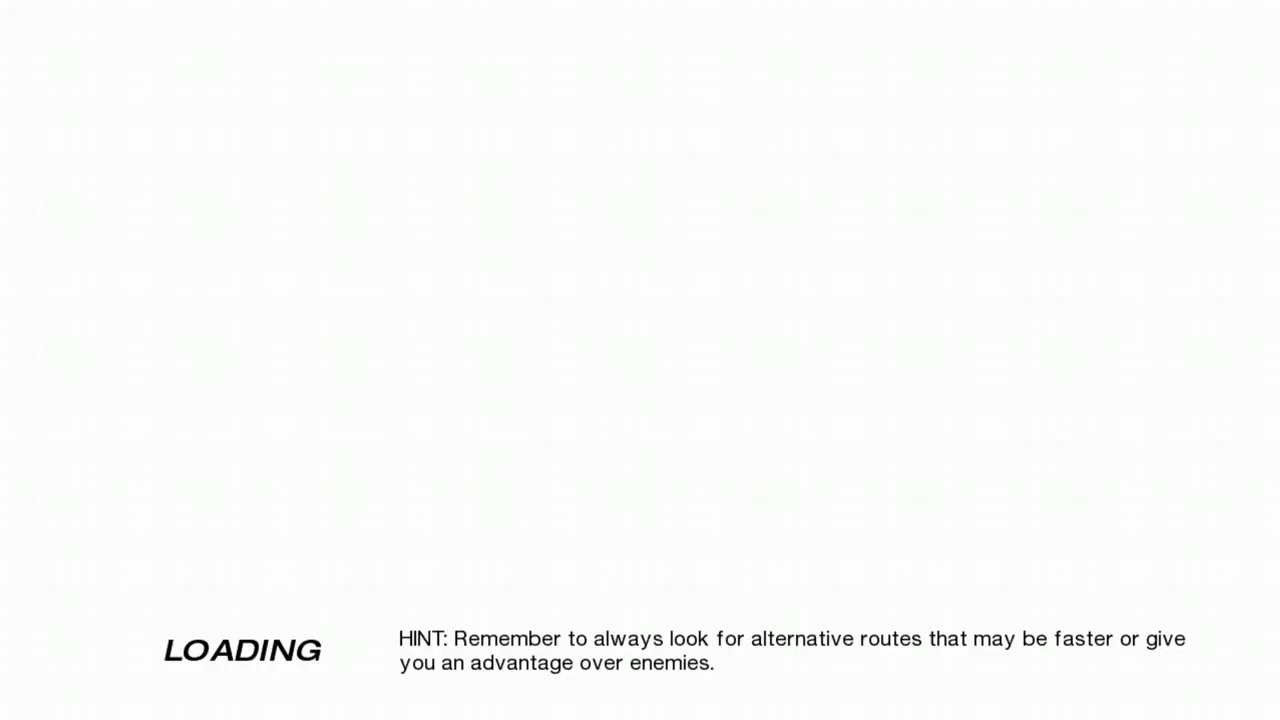 LOADING
HINT: Remember to always look for alternative routes that may be faster or give
you an advantage over enemies.